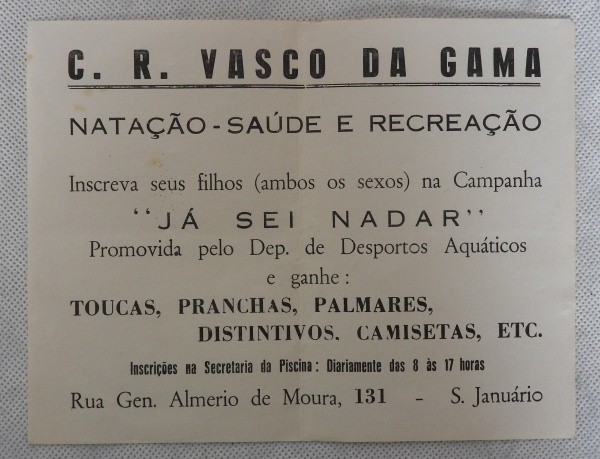 C. R. VASCO DA GAMA
NATAÇÃO - SAÚDE E RECREAÇÃO
Inscreva seus filhos (ambos os sexos) na Campanha
"JÁ SEI NADAR"
Promovida pelo Dep. de Desportos Aquáticos
e ganhe :
TOUCAS, PRANCHAS, PALMARES,
DISTINTIVOS. CAMISETAS, ETC.
Inscrições na Secretaria da Piscina : Diariamente das 8 às 17 horas
Rua Gen. Almerio de Moura, 131 - S. Januário